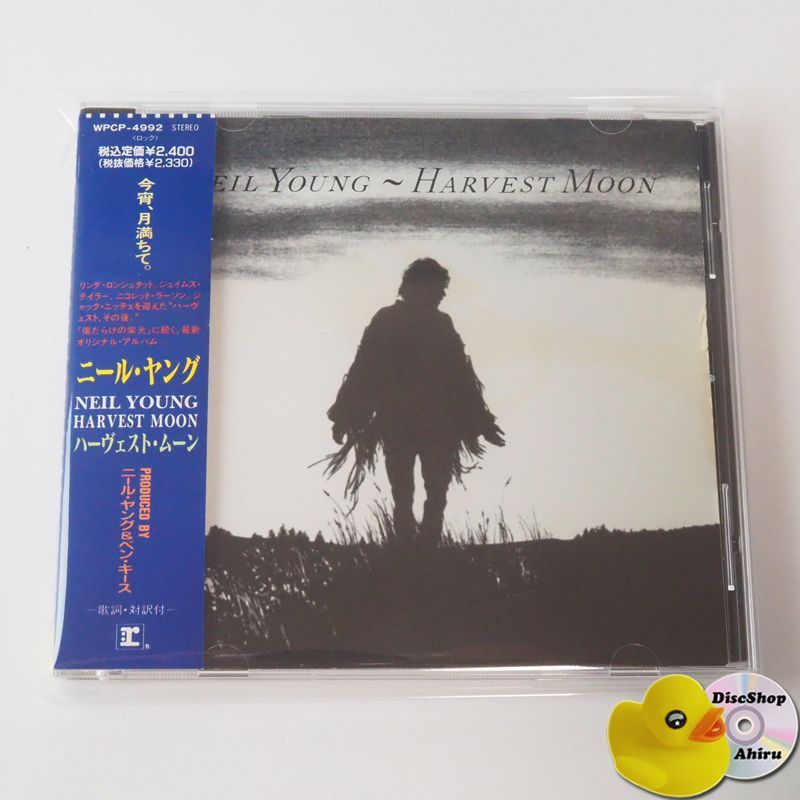 WPCP-4992 STEREO
〈ロック〉
税込定価¥2,400
(税抜価格¥2,330)
今宵、月満ちて。
リンダ・ロンシュタット、ジェイムス・
テイラー、ニコレット・ラーソン、ジ
ャック・ニッチェを迎えた“ハーヴ
ェスト、その後。”
「傷だらけの栄光」に続く、最新
オリジナル・アルバム
ニール・ヤング
NEIL YOUNG
HARVEST MOON
ハーヴェスト・ムーン
PRODUCED BY
ニール・ヤング&ベン・キース
—歌詞・対訳付—
r
EIL YOUNG ~ HARVEST MOON
DiscShop
Ahiru